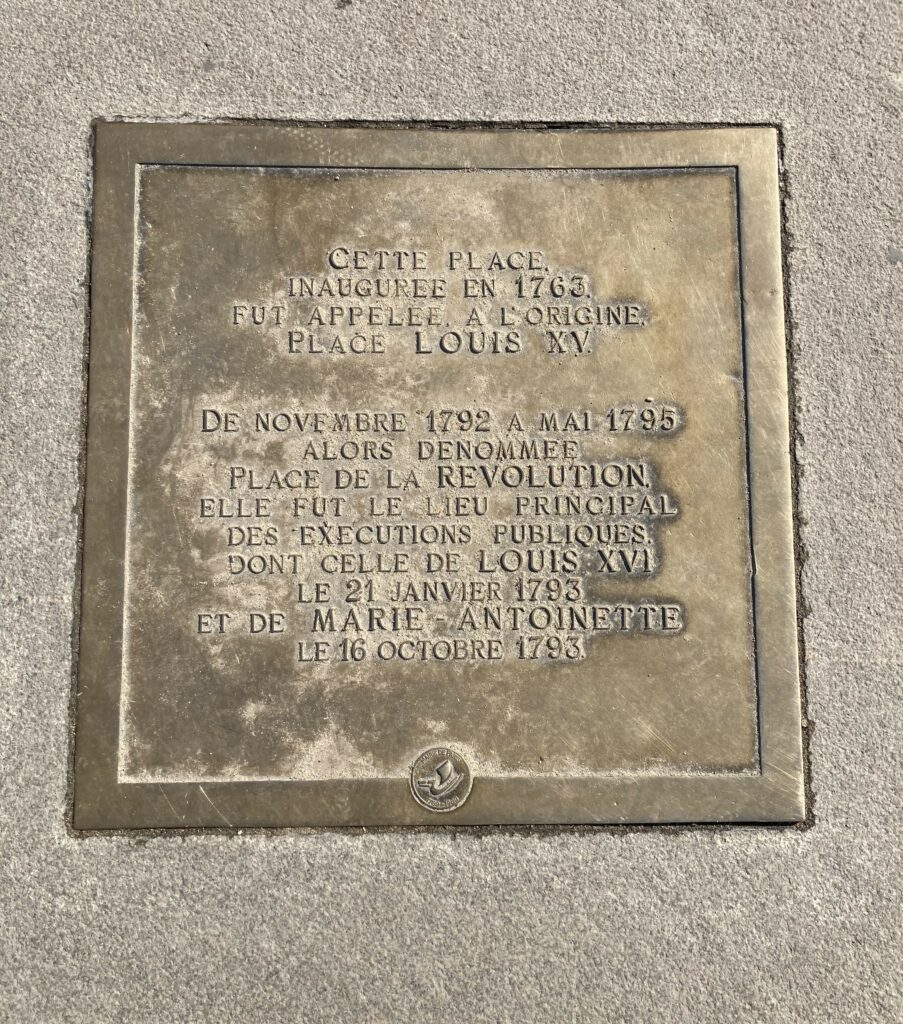 CETTE PLACE,
INAUGUREE EN 1763,
FUT APPELEE, A L'ORIGINE,
PLACE LOUIS XV.
DE NOVEMBRE 1792 A MAI 1795
ALORS DENOMMEE
PLACE DE LA REVOLUTION,
ELLE FUT LE LIEU PRINCIPAL
DES EXECUTIONS PUBLIQUES,
DONT CELLE DE LOUIS XVI
LE 21 JANVIER 1793
ET DE MARIE-ANTOINETTE
LE 16 OCTOBRE 1793.